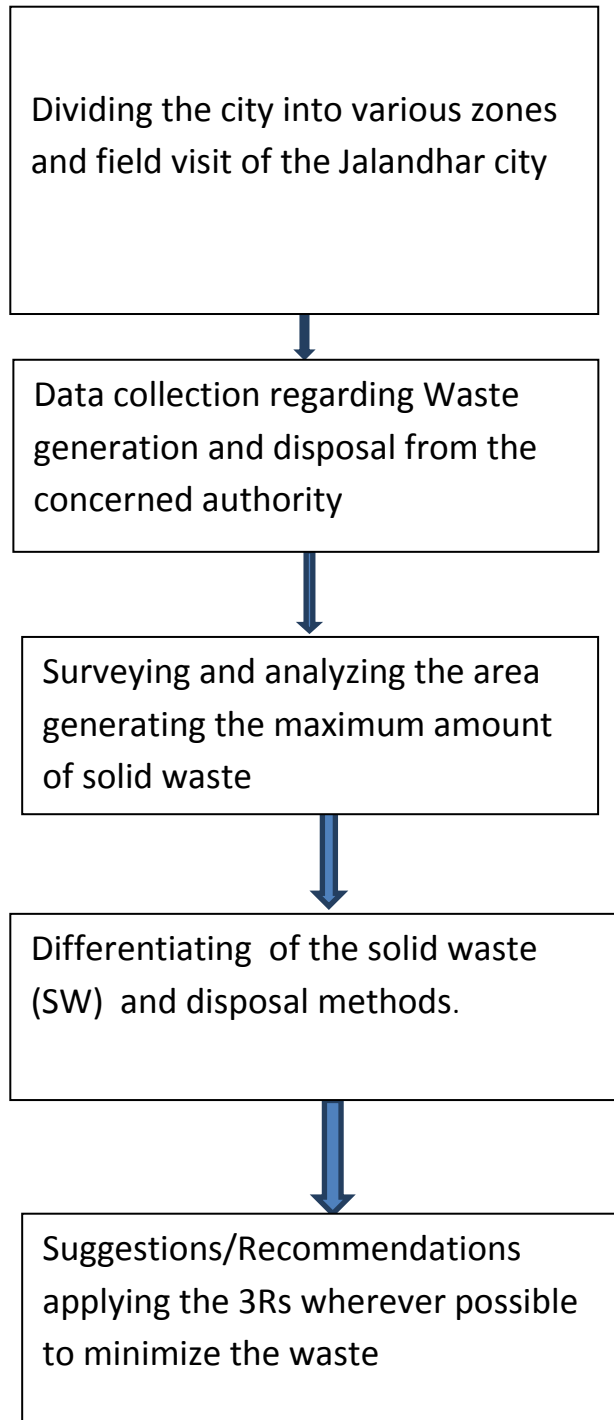 Dividing the city into various zones
and field visit of the Jalandhar city
Data collection regarding Waste
generation and disposal from the
concerned authority
Surveying and analyzing the area
generating the maximum amount
of solid waste
Differentiating  of the solid waste
(SW)  and disposal methods.
Suggestions/Recommendations
applying the 3Rs wherever possible
to minimize the waste